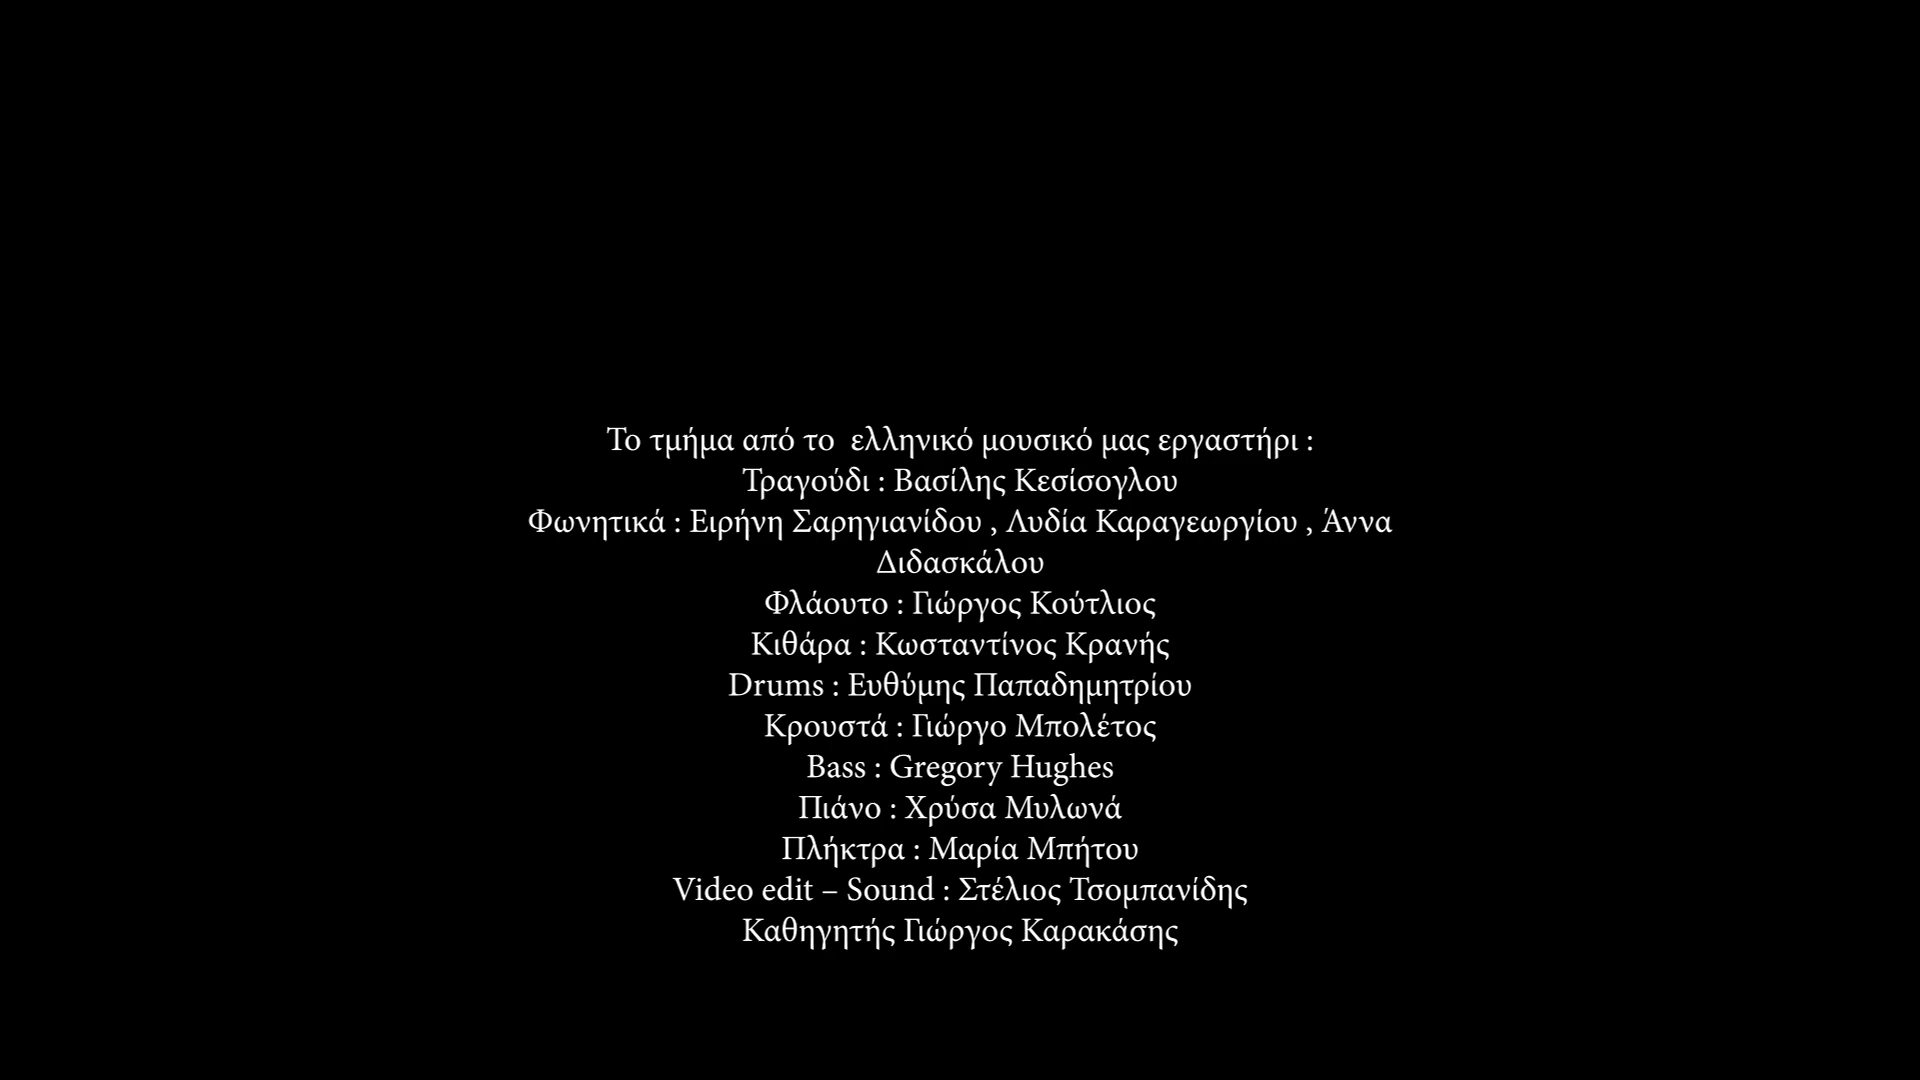 Το τμήμα από το  ελληνικό μουσικό μας εργαστήρι :
Τραγούδι : Βασίλης Κεσίσογλου
Φωνητικά : Ειρήνη Σαρηγιανίδου , Λυδία Καραγεωργίου , Άννα
Διδασκάλου
Φλάουτο : Γιώργος Κούτλιος
Κιθάρα : Κωσταντίνος Κρανής
Drums : Ευθύμης Παπαδημητρίου
Κρουστά : Γιώργο Μπολέτος
Bass : Gregory Hughes
Πιάνο : Χρύσα Μυλωνά
Πλήκτρα : Μαρία Μπήτου
Video edit – Sound : Στέλιος Τσομπανίδης
Καθηγητής Γιώργος Καρακάσης